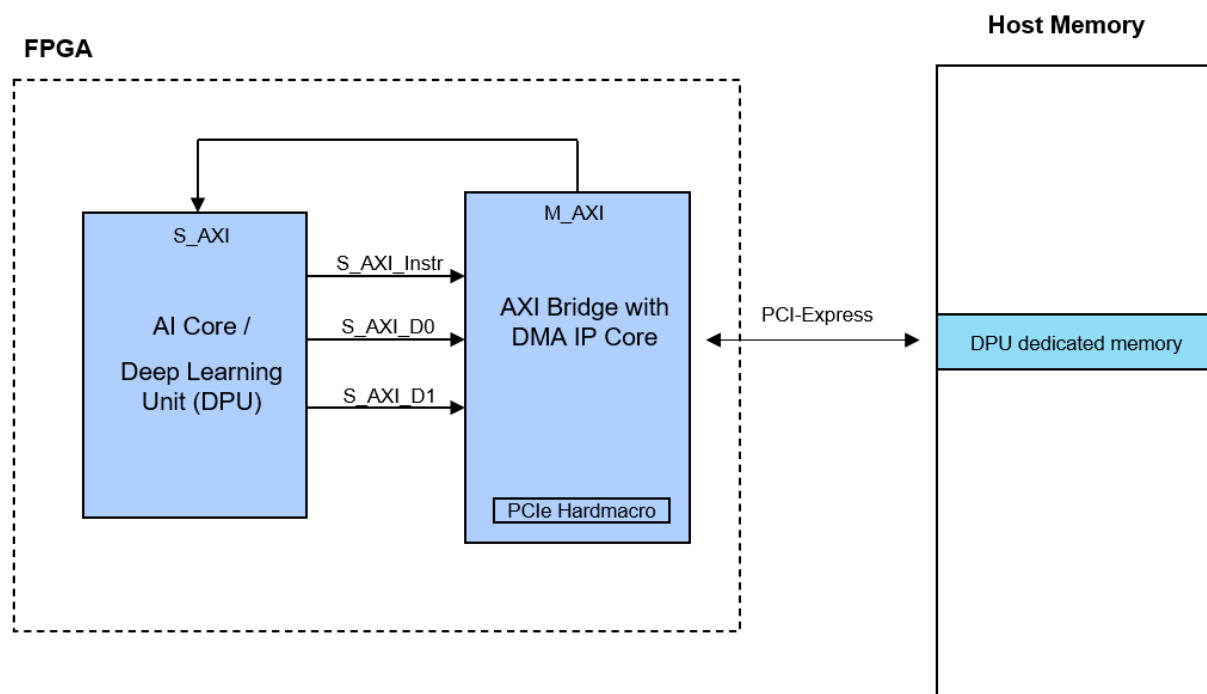 Host Memory
FPGA
M_AXI
S_AXI
S_AXI_Instr
AI Core /
Deep Learning
Unit (DPU)
S_AXI_D0
S_AXI_D1
AXI Bridge with
DMA IP Core
PCIe Hardmacro
PCI-Express
DPU dedicated memory